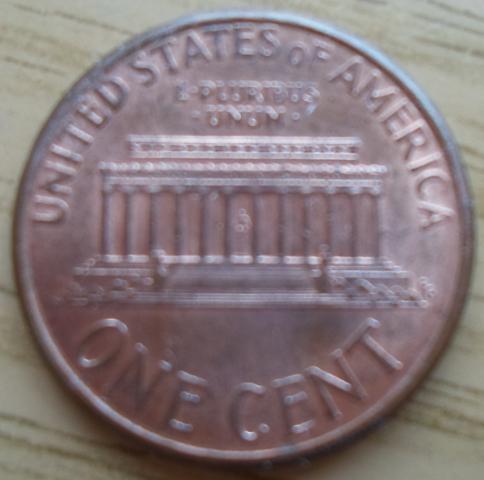 UNITED STATES OF AMERICA
E·PLURIBUS
·UNUM·
ONE CENT